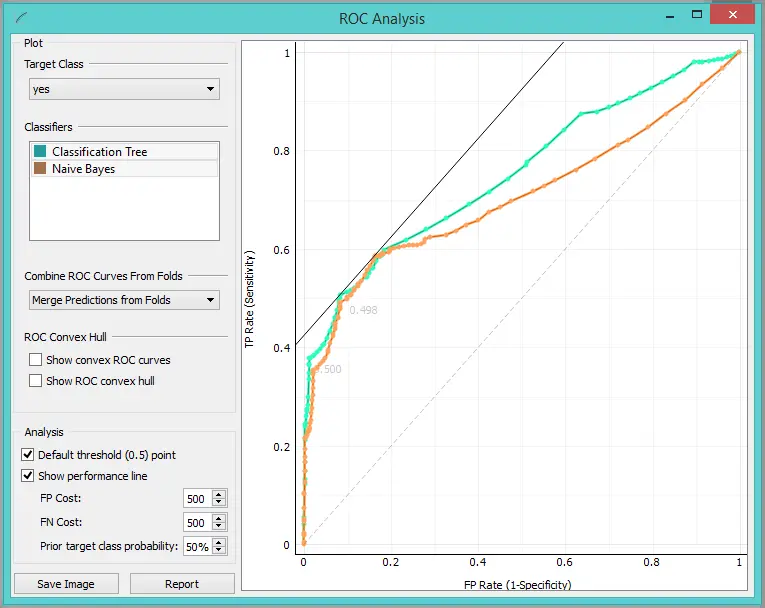 ROC Analysis
Plot
Target Class
yes
Classifiers
Classification Tree
Naive Bayes
Combine ROC Curves From Folds
Merge Predictions from Folds
ROC Convex Hull
Show convex ROC curves
Show ROC convex hull
Analysis
Default threshold (0.5) point
Show performance line
FP Cost: 500
FN Cost: 500
Prior target class probability: 50%
Save Image Report
TP Rate (Sensitivity)
1
0.8
0.6
0.4
0.2
0
0.498
.500
0 0.2 0.4 0.6 0.8 1
FP Rate (1-Specificity)